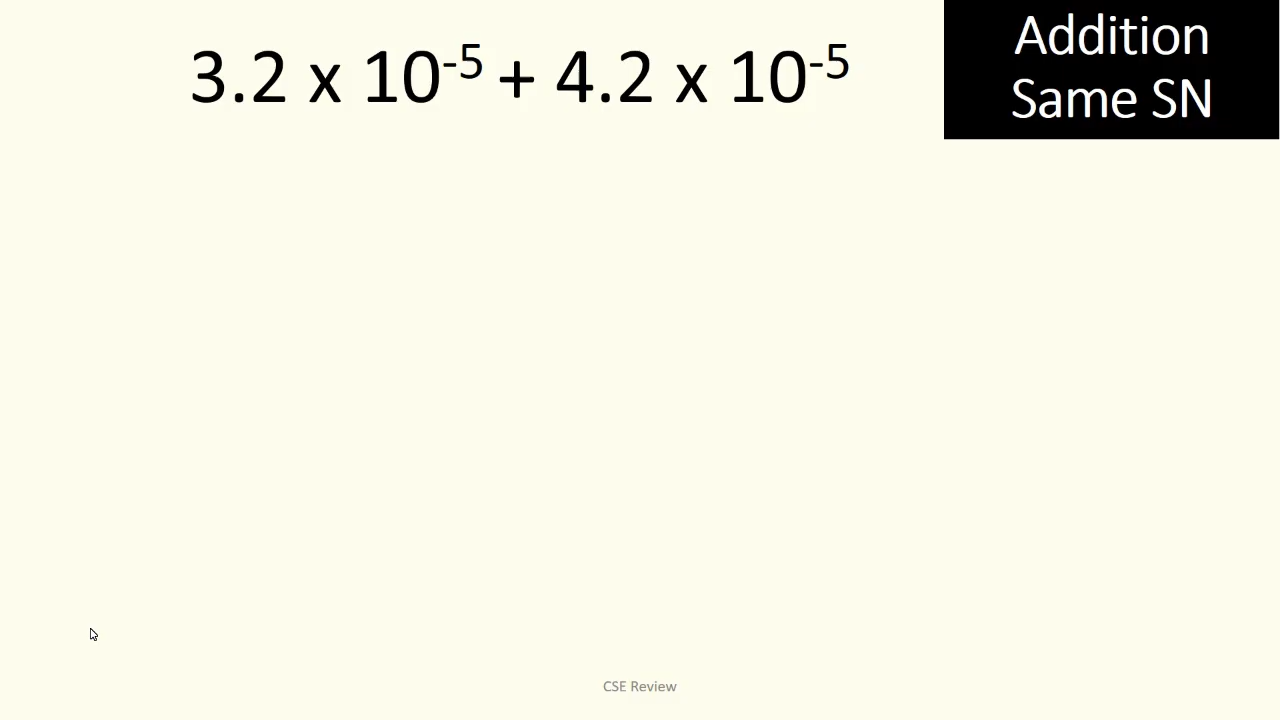 3.2 x 10⁻⁵ + 4.2 x 10⁻⁵
Addition
Same SN
CSE Review